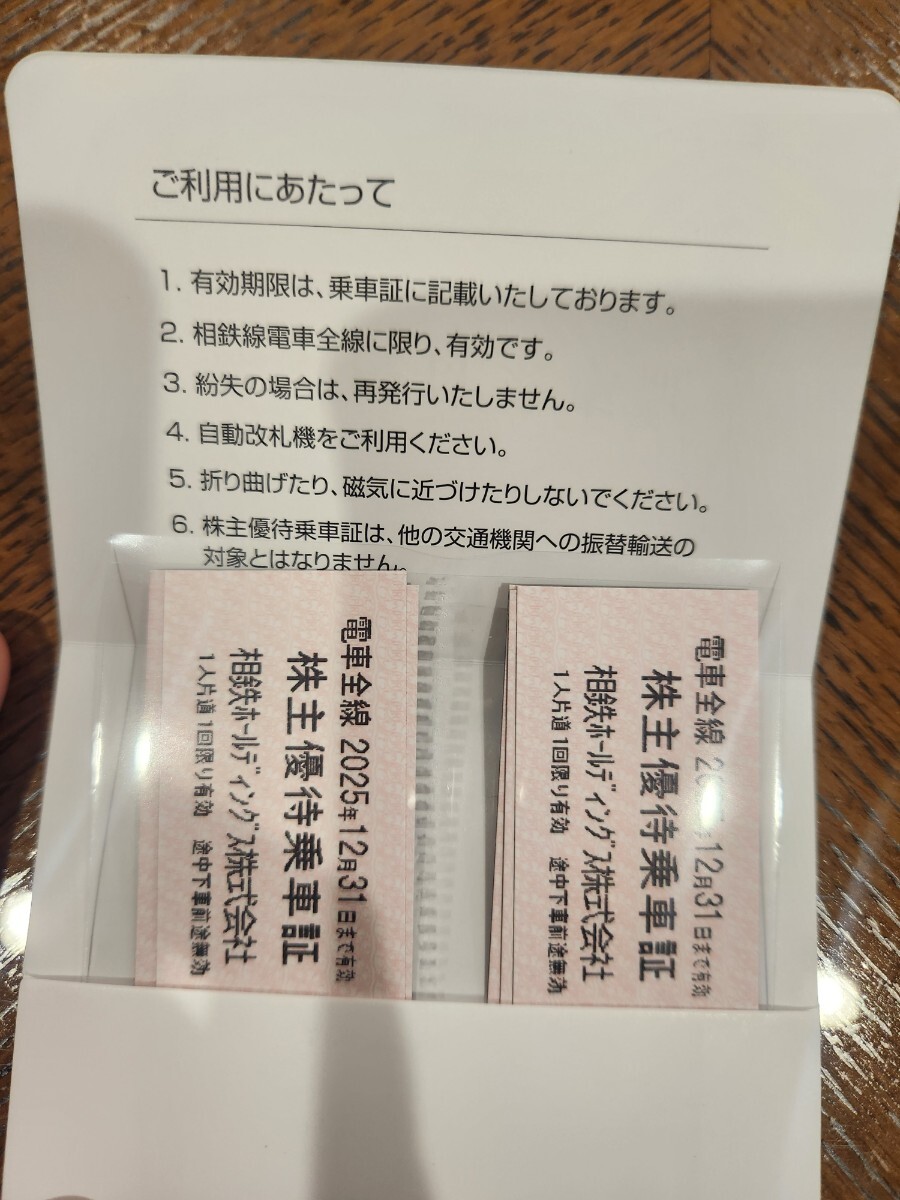 ご利用にあたって
1. 有効期限は、乗車証に記載いたしております。
2. 相鉄線電車全線に限り、有効です。
3. 紛失の場合は、再発行いたしません。
4. 自動改札機をご利用ください。
5. 折り曲げたり、磁気に近づけたりしないでください。
6. 株主優待乗車証は、他の交通機関への振替輸送の
対象とはなりません。
電車全線 2025年12月31日まで有効
株主優待乗車証
相鉄ホールディングス株式会社
1人片道1回限り有効 途中下車前途無効
電車全線 12月31日まで有効
株主優待乗車証
相鉄ホールディングス株式会社
1人片道1回限り有効 途中下車前途無効